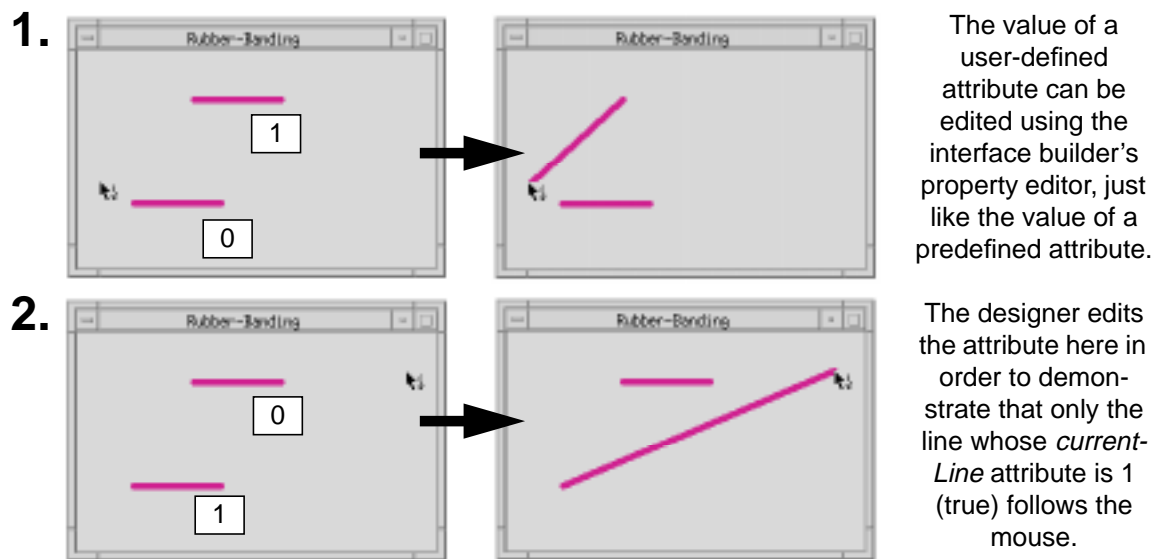 1.
Rubber-Banding
1
0
Rubber-Banding
The value of a
user-defined
attribute can be
edited using the
interface builder's
property editor, just
like the value of a
predefined attribute.
2.
Rubber-Banding
0
1
Rubber-Banding
The designer edits
the attribute here in
order to demon-
strate that only the
line whose current-
Line attribute is 1
(true) follows the
mouse.